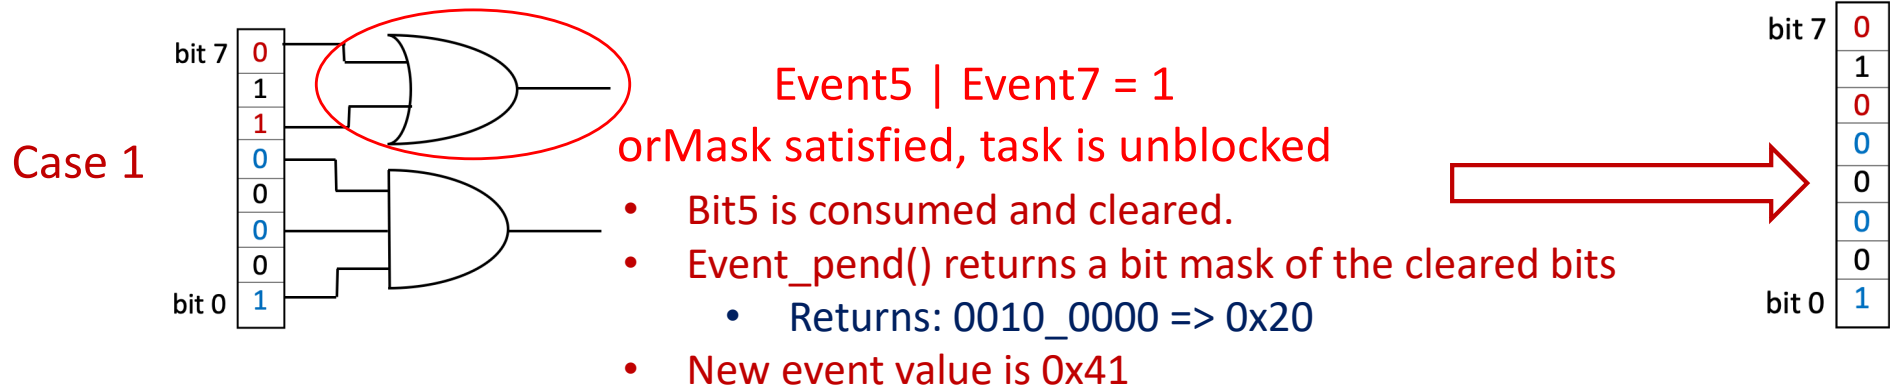 Case 1
bit 7
0
1
1
0
0
0
0
bit 0 1
Event5 | Event7 = 1
orMask satisfied, task is unblocked
• Bit5 is consumed and cleared.
• Event_pend() returns a bit mask of the cleared bits
• Returns: 0010_0000 => 0x20
• New event value is 0x41
bit 7 0
1
0
0
0
0
0
bit 0 1